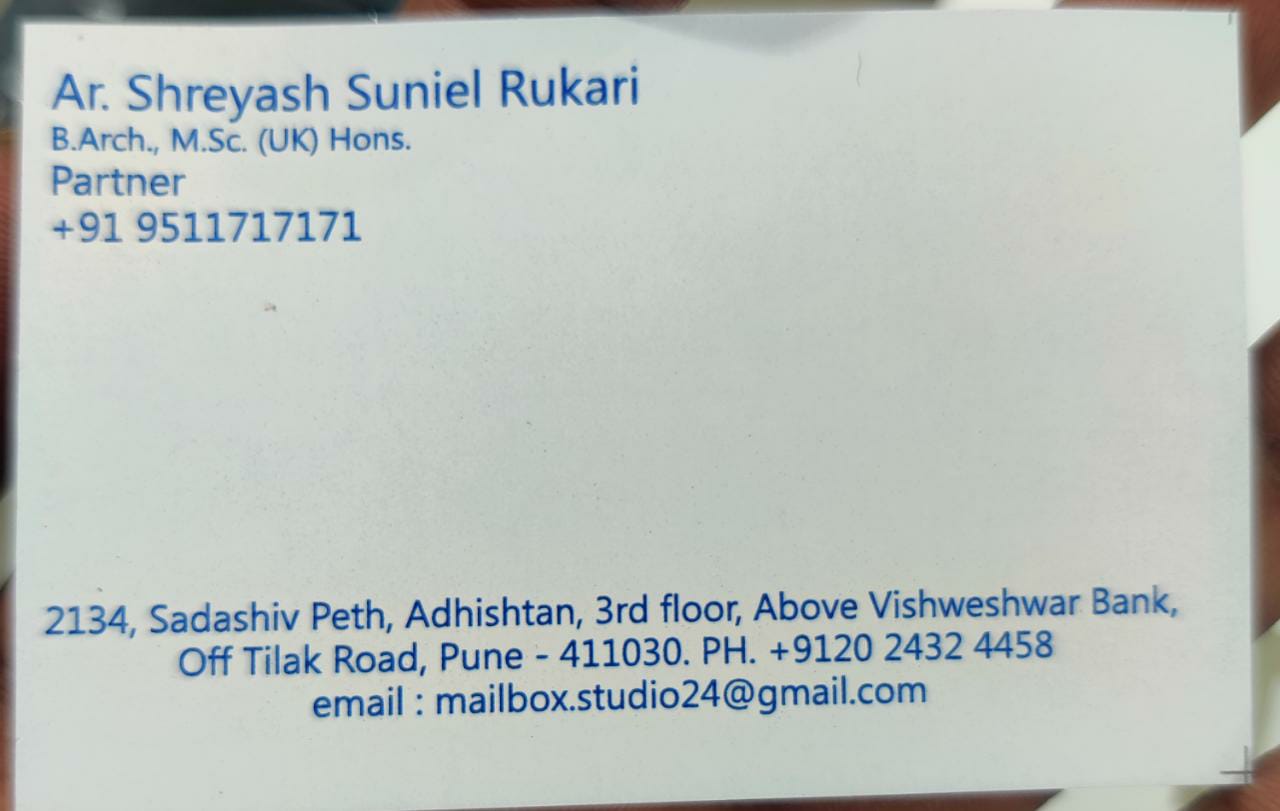 Ar. Shreyash Suniel Rukari
B.Arch., M.Sc. (UK) Hons.
Partner
+91 9511717171
2134, Sadashiv Peth, Adhishtan, 3rd floor, Above Vishweshwar Bank,
Off Tilak Road, Pune - 411030. PH. +9120 2432 4458
email : mailbox.studio24@gmail.com